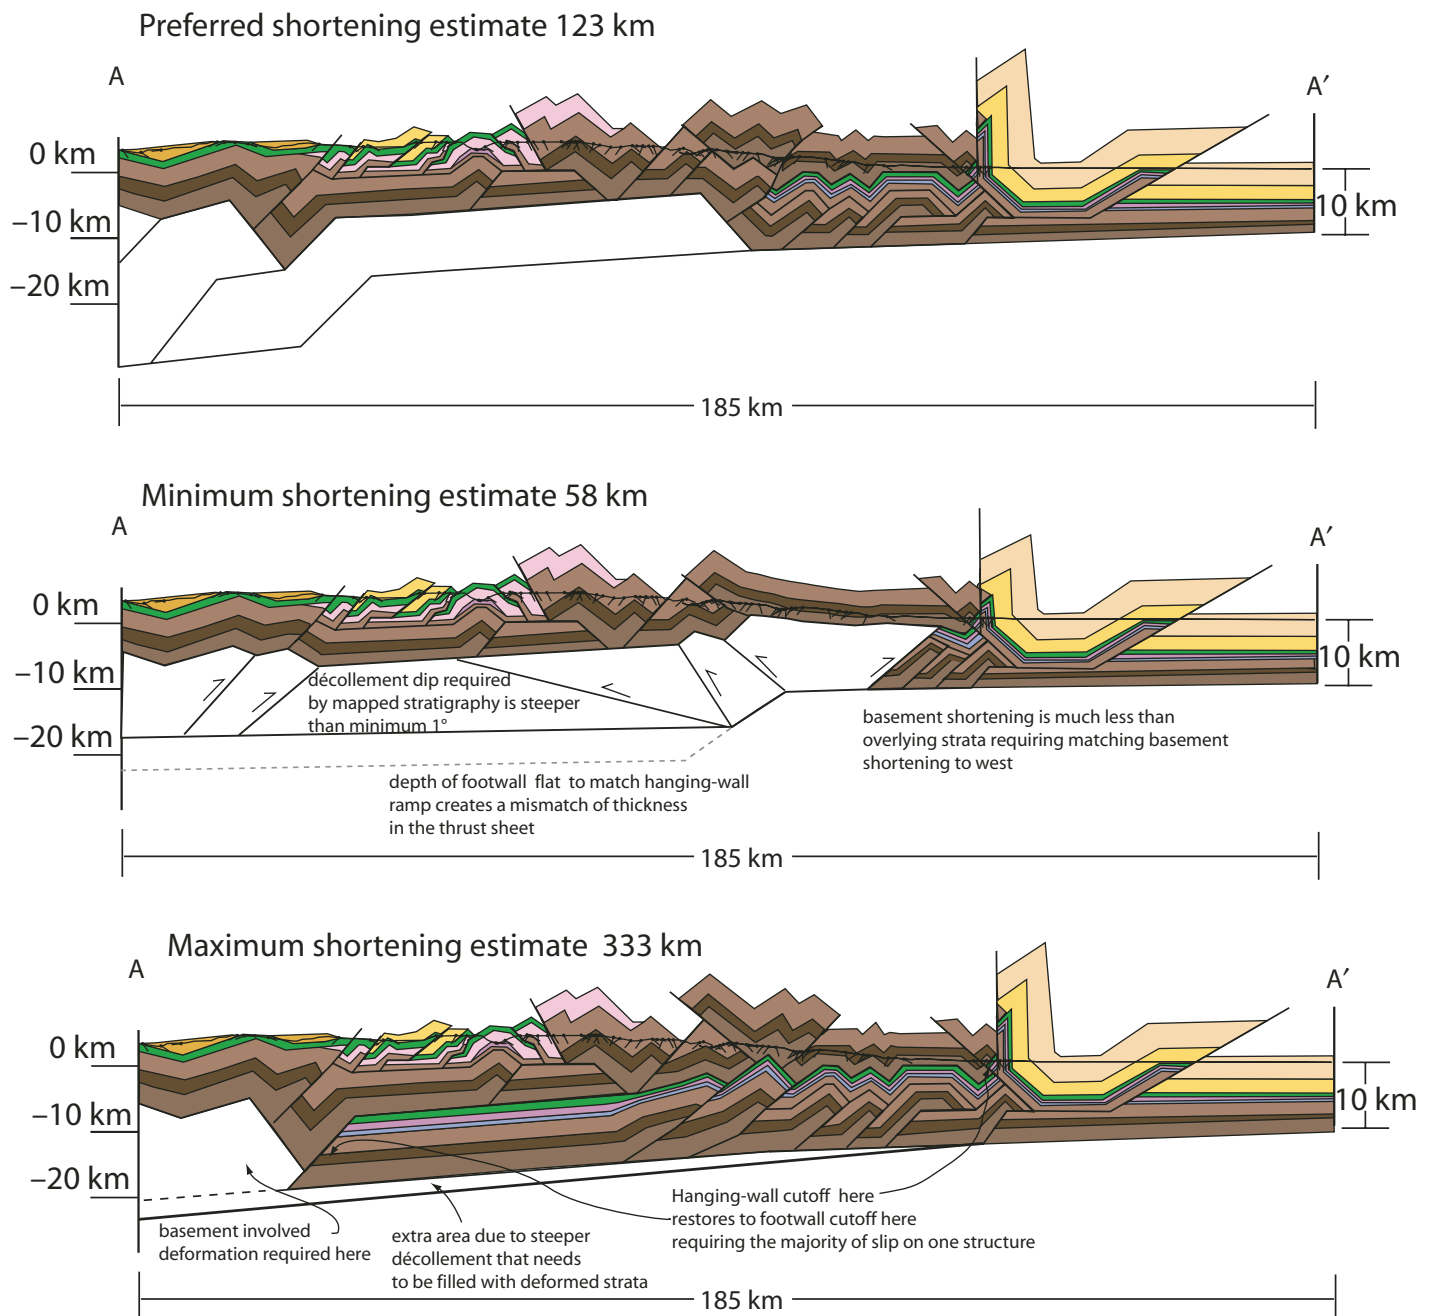 Preferred shortening estimate 123 km
A
A′
0 km
–10 km
10 km
–20 km
185 km
Minimum shortening estimate 58 km
A
A′
0 km
–10 km
10 km
décollement dip required
by mapped stratigraphy is steeper
than minimum 1°
–20 km
basement shortening is much less than
overlying strata requiring matching basement
shortening to west
depth of footwall flat to match hanging-wall
ramp creates a mismatch of thickness
in the thrust sheet
185 km
Maximum shortening estimate 333 km
A
A′
0 km
–10 km
10 km
–20 km
Hanging-wall cutoff here
restores to footwall cutoff here
requiring the majority of slip on one structure
basement involved
deformation required here
extra area due to steeper
décollement that needs
to be filled with deformed strata
185 km